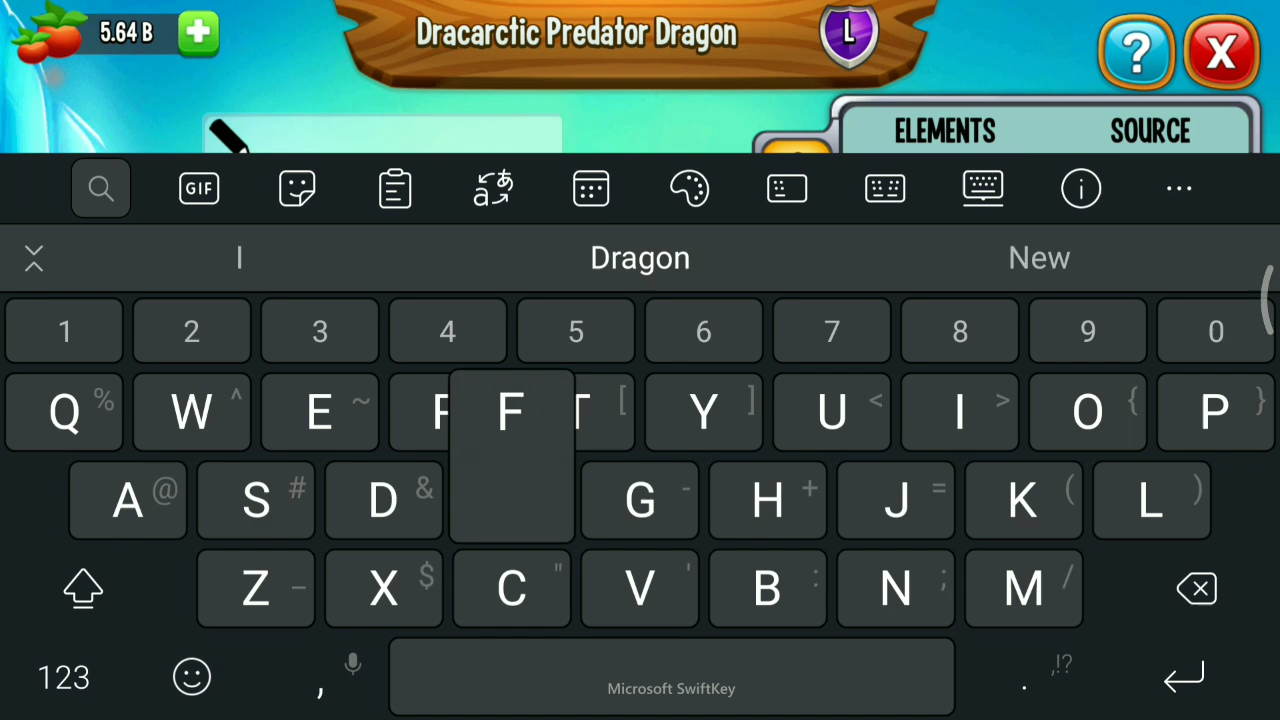 5.64 B
Dracarctic Predator Dragon
L
?
X
ELEMENTS SOURCE
GIF
I Dragon New
1 2 3 4 5 6 7 8 9 0
Q % W ^ E ~ F T [ Y ] U < I > O { P }
A @ S # D & G - H + J = K ( L )
Z _ X $ C " V ' B : N ; M /
123 , Microsoft SwiftKey . ,!?